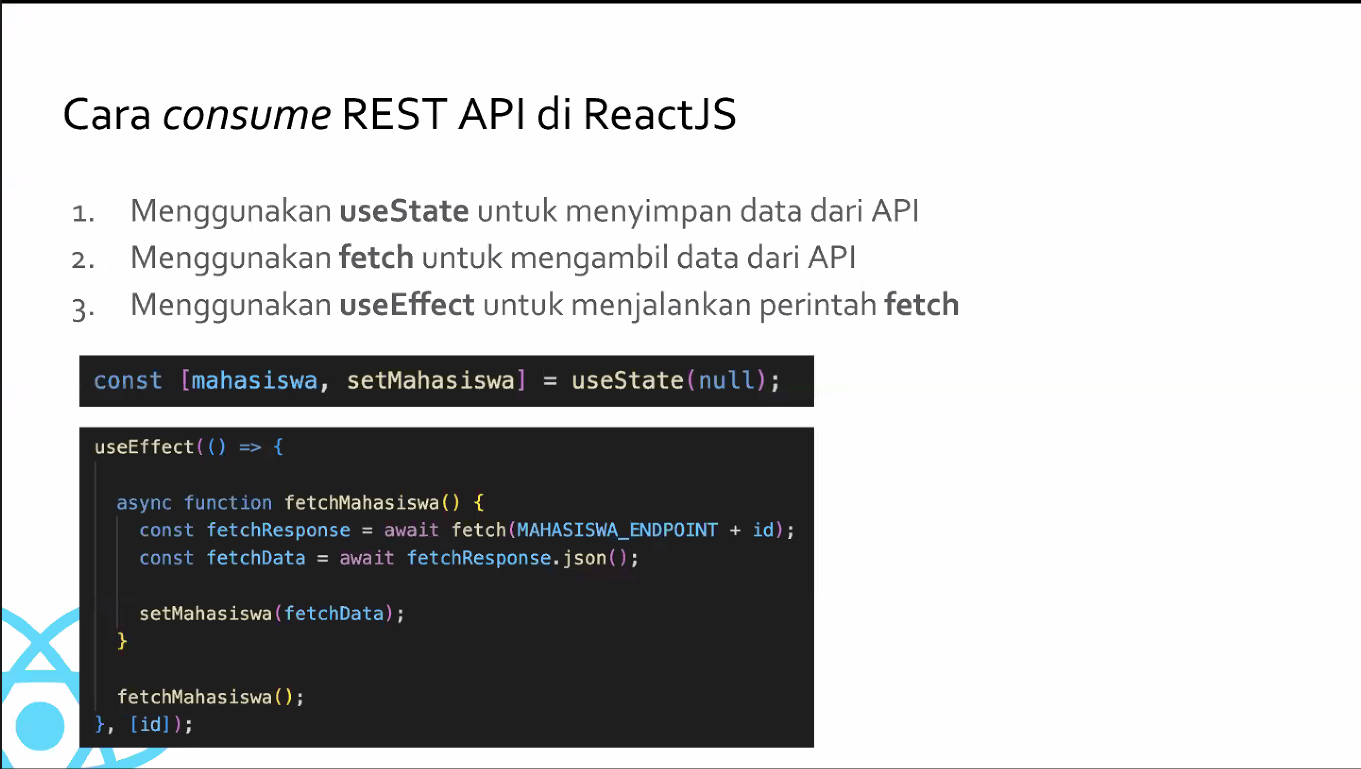 Cara consume REST API di ReactJS
1. Menggunakan useState untuk menyimpan data dari API
2. Menggunakan fetch untuk mengambil data dari API
3. Menggunakan useEffect untuk menjalankan perintah fetch
const [mahasiswa, setMahasiswa] = useState(null);
useEffect(() => {
async function fetchMahasiswa() {
const fetchResponse = await fetch(MAHASISWA_ENDPOINT + id);
const fetchData = await fetchResponse.json();
setMahasiswa(fetchData);
}
fetchMahasiswa();
}, [id]);